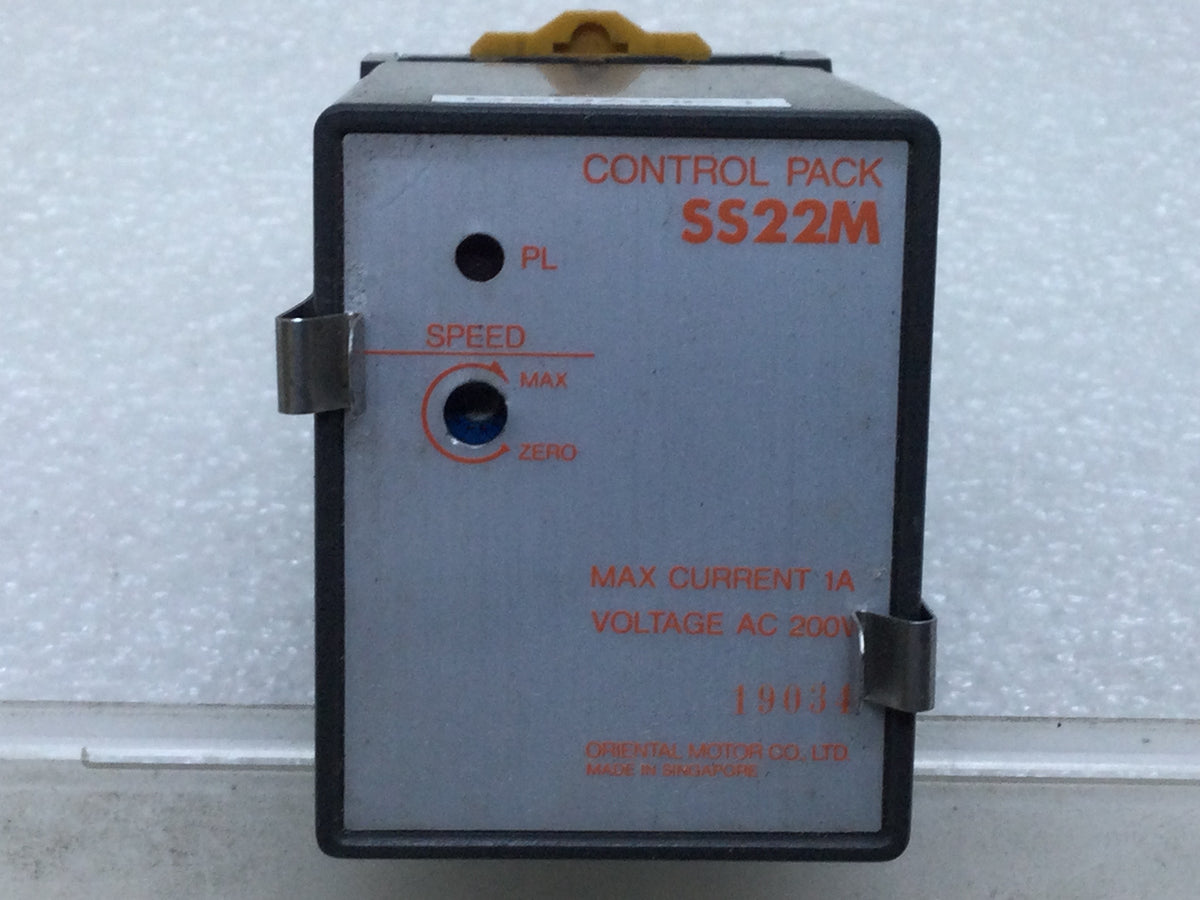 CONTROL PACK
SS22M
PL
SPEED
MAX
ZERO
MAX CURRENT 1A
VOLTAGE AC 200V
19034
ORIENTAL MOTOR CO., LTD.
MADE IN SINGAPORE